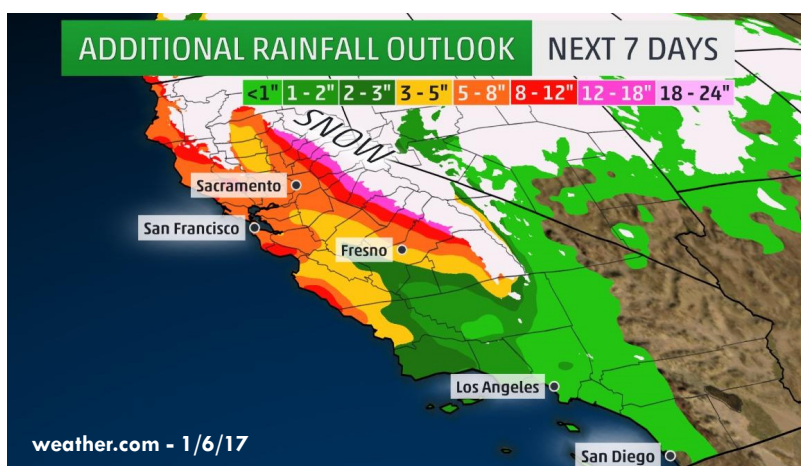 ADDITIONAL RAINFALL OUTLOOK NEXT 7 DAYS
<1" 1 - 2" 2 - 3" 3 - 5" 5 - 8" 8 - 12" 12 - 18" 18 - 24"
SNOW
Sacramento
San Francisco
Fresno
Los Angeles
weather.com - 1/6/17
San Diego